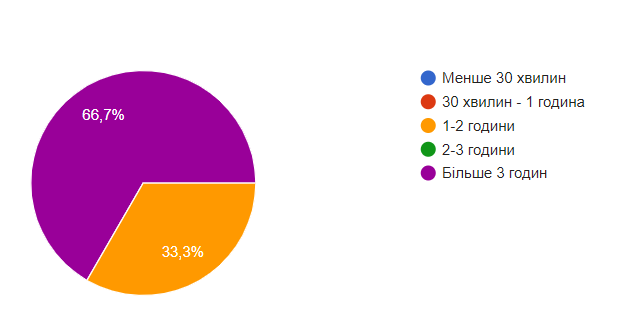 66,7%
33,3%
Менше 30 хвилин
30 хвилин - 1 година
1-2 години
2-3 години
Більше 3 годин